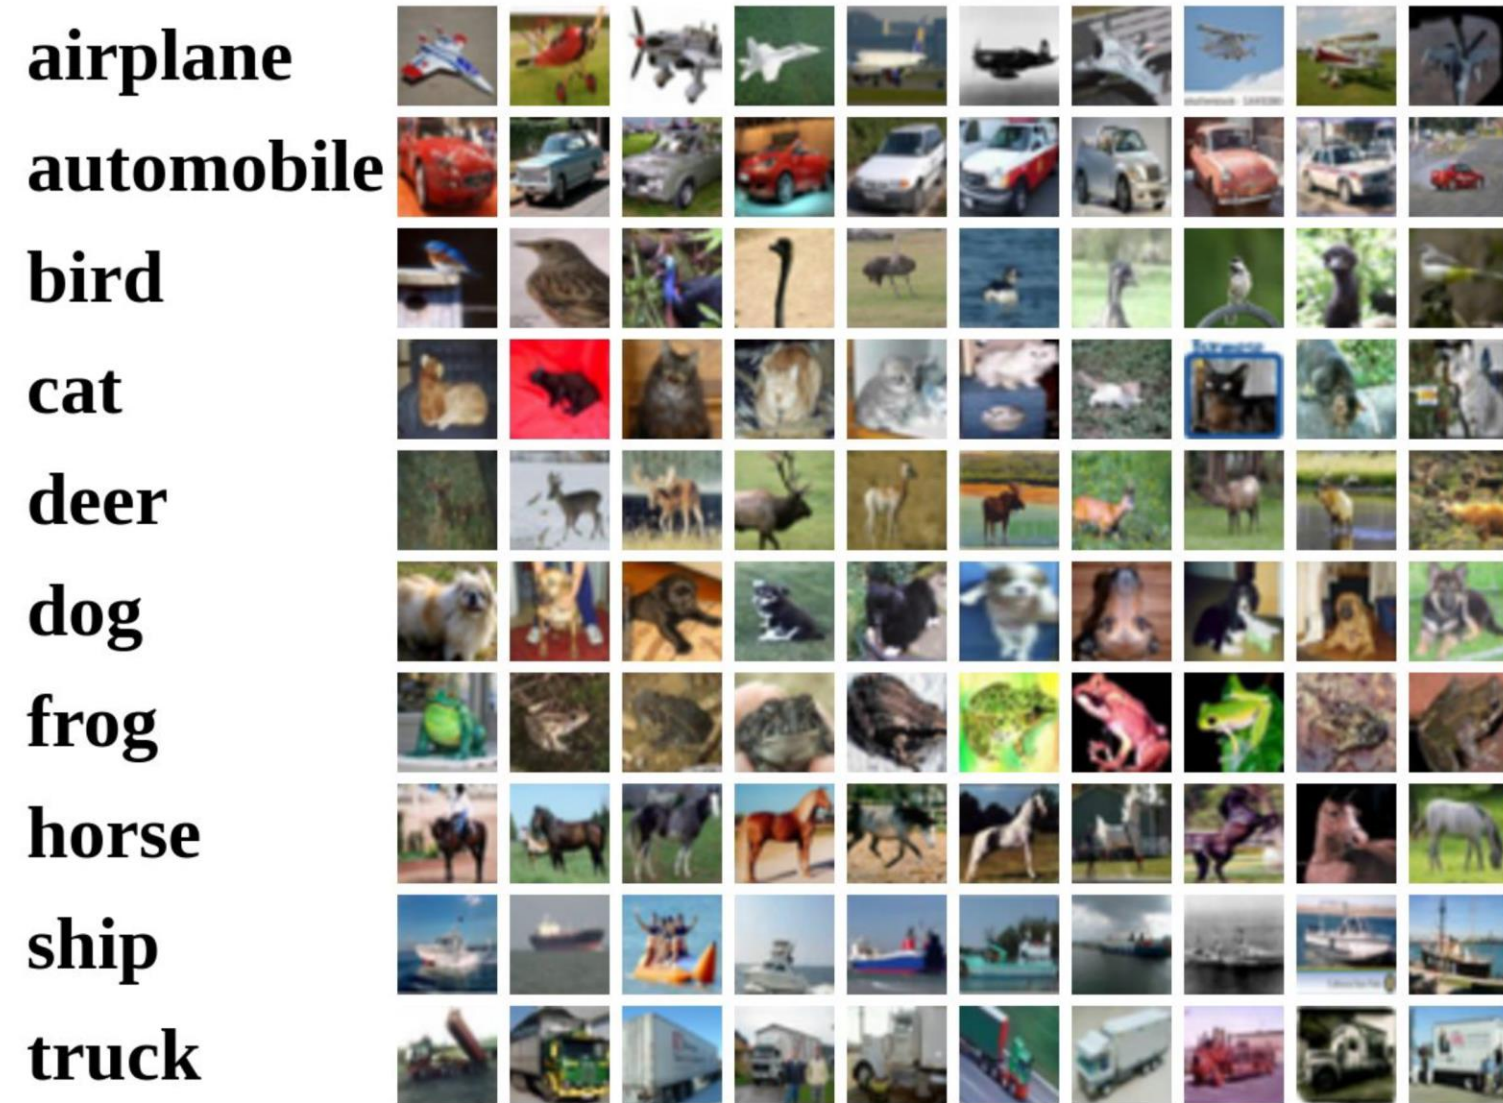 airplane
automobile
bird
cat
deer
dog
frog
horse
ship
truck